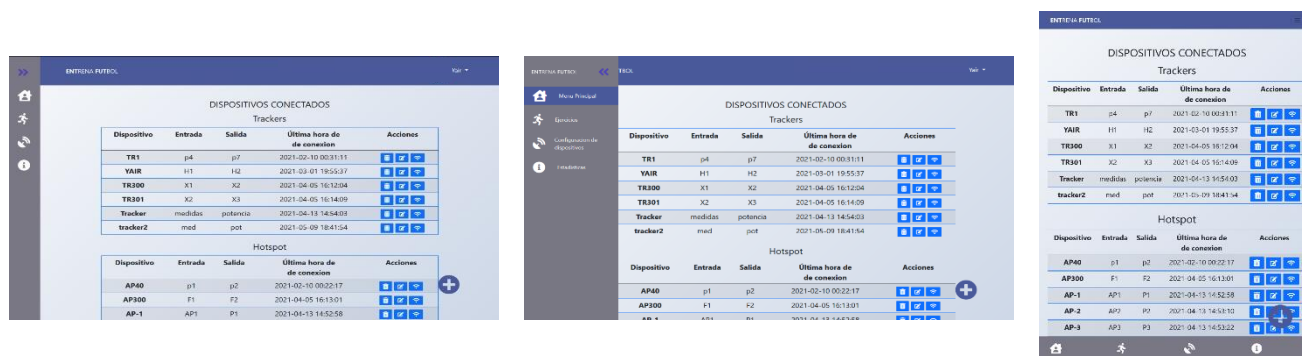 ENTRENA FUTBOL Yair
DISPOSITIVOS CONECTADOS
Trackers
Dispositivo Entrada Salida Última hora de de conexion Acciones
TR1 p4 p7 2021-02-10 00:31:11
YAIR H1 H2 2021-03-01 19:55:37
TR300 X1 X2 2021-04-05 16:12:04
TR301 X2 X3 2021-04-05 16:14:09
Tracker medidas potencia 2021-04-13 14:54:03
tracker2 med pot 2021-05-09 18:41:54
Hotspot
Dispositivo Entrada Salida Última hora de de conexion Acciones
AP40 p1 p2 2021-02-10 00:22:17
AP300 F1 F2 2021-04-05 16:13:01
AP-1 AP1 P1 2021-04-13 14:52:58
ENTRENA FUTBOL TBOL Yair
Menu Principal
Ejercicios
Configuracion de
dispositivos
Estadisticas
DISPOSITIVOS CONECTADOS
Trackers
Dispositivo Entrada Salida Última hora de de conexion Acciones
TR1 p4 p7 2021-02-10 00:31:11
YAIR H1 H2 2021-03-01 19:55:37
TR300 X1 X2 2021-04-05 16:12:04
TR301 X2 X3 2021-04-05 16:14:09
Tracker medidas potencia 2021-04-13 14:54:03
tracker2 med pot 2021-05-09 18:41:54
Hotspot
Dispositivo Entrada Salida Última hora de de conexion Acciones
AP40 p1 p2 2021-02-10 00:22:17
AP300 F1 F2 2021-04-05 16:13:01
AP-1 AP1 P1 2021-04-13 14:52:58
ENTRENA FUTBOL
DISPOSITIVOS CONECTADOS
Trackers
Dispositivo Entrada Salida Última hora de de conexion Acciones
TR1 p4 p7 2021-02-10 00:31:11
YAIR H1 H2 2021-03-01 19:55:37
TR300 X1 X2 2021-04-05 16:12:04
TR301 X2 X3 2021-04-05 16:14:09
Tracker medidas potencia 2021-04-13 14:54:03
tracker2 med pot 2021-05-09 18:41:54
Hotspot
Dispositivo Entrada Salida Última hora de de conexion Acciones
AP40 p1 p2 2021-02-10 00:22:17
AP300 F1 F2 2021-04-05 16:13:01
AP-1 AP1 P1 2021-04-13 14:52:58
AP-2 AP2 P2 2021-04-13 14:53:10
AP-3 AP3 P3 2021-04-13 14:53:22